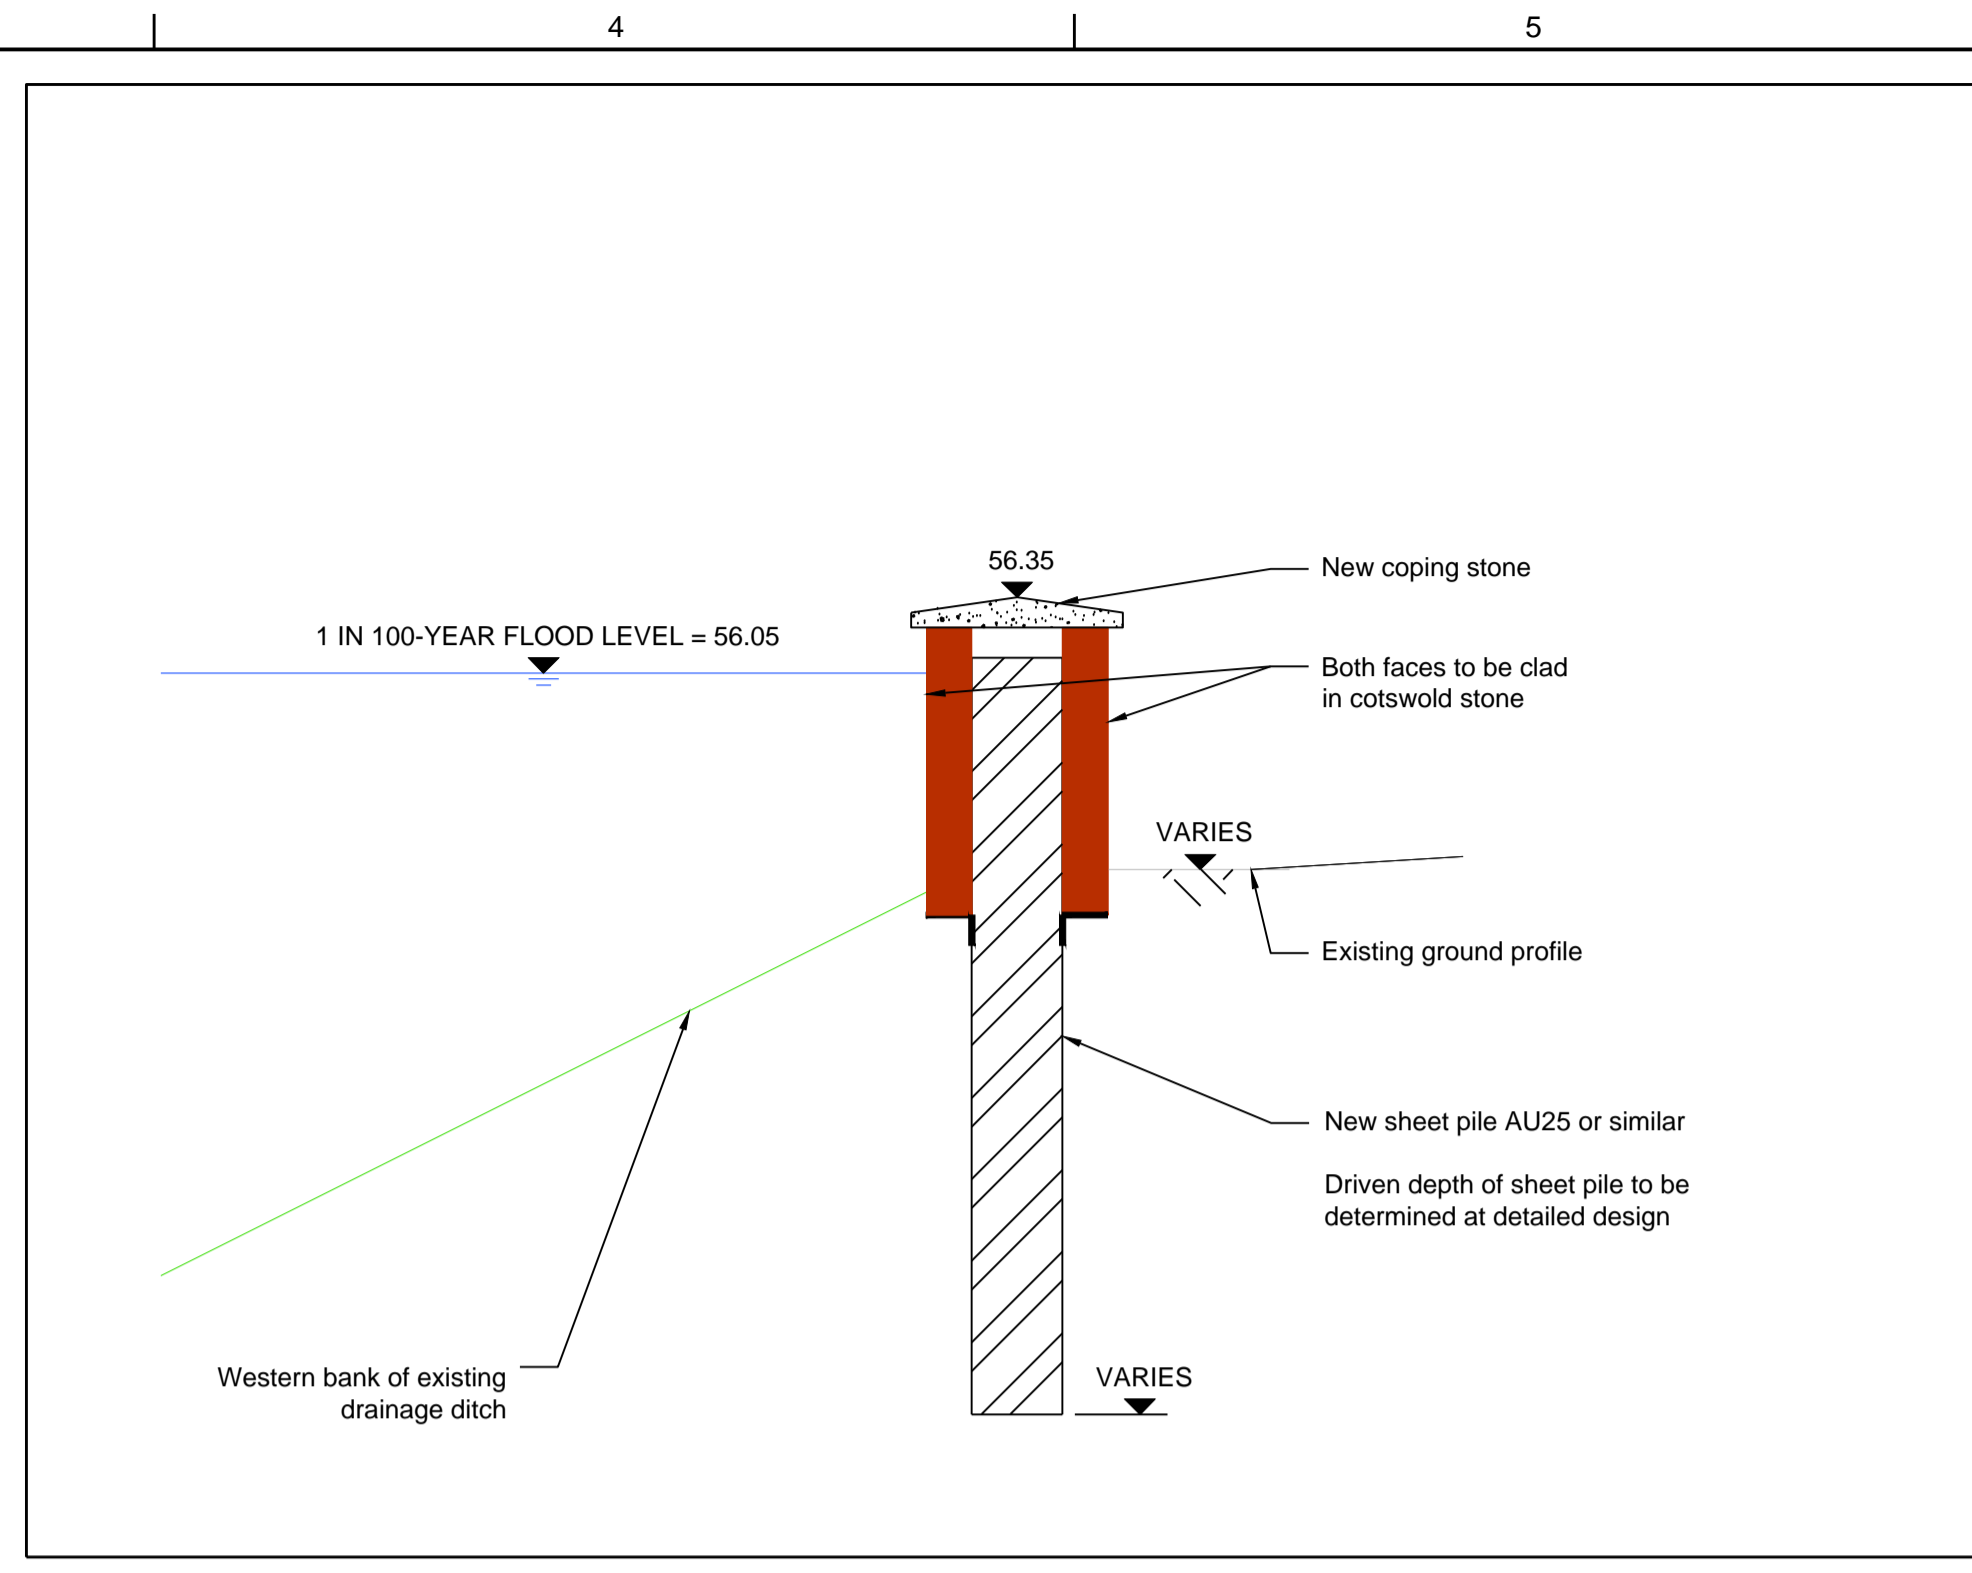 4
5
56.35
New coping stone
1 IN 100-YEAR FLOOD LEVEL = 56.05
Both faces to be clad
in cotswold stone
VARIES
Existing ground profile
New sheet pile AU25 or similar
Driven depth of sheet pile to be
determined at detailed design
Western bank of existing
drainage ditch
VARIES